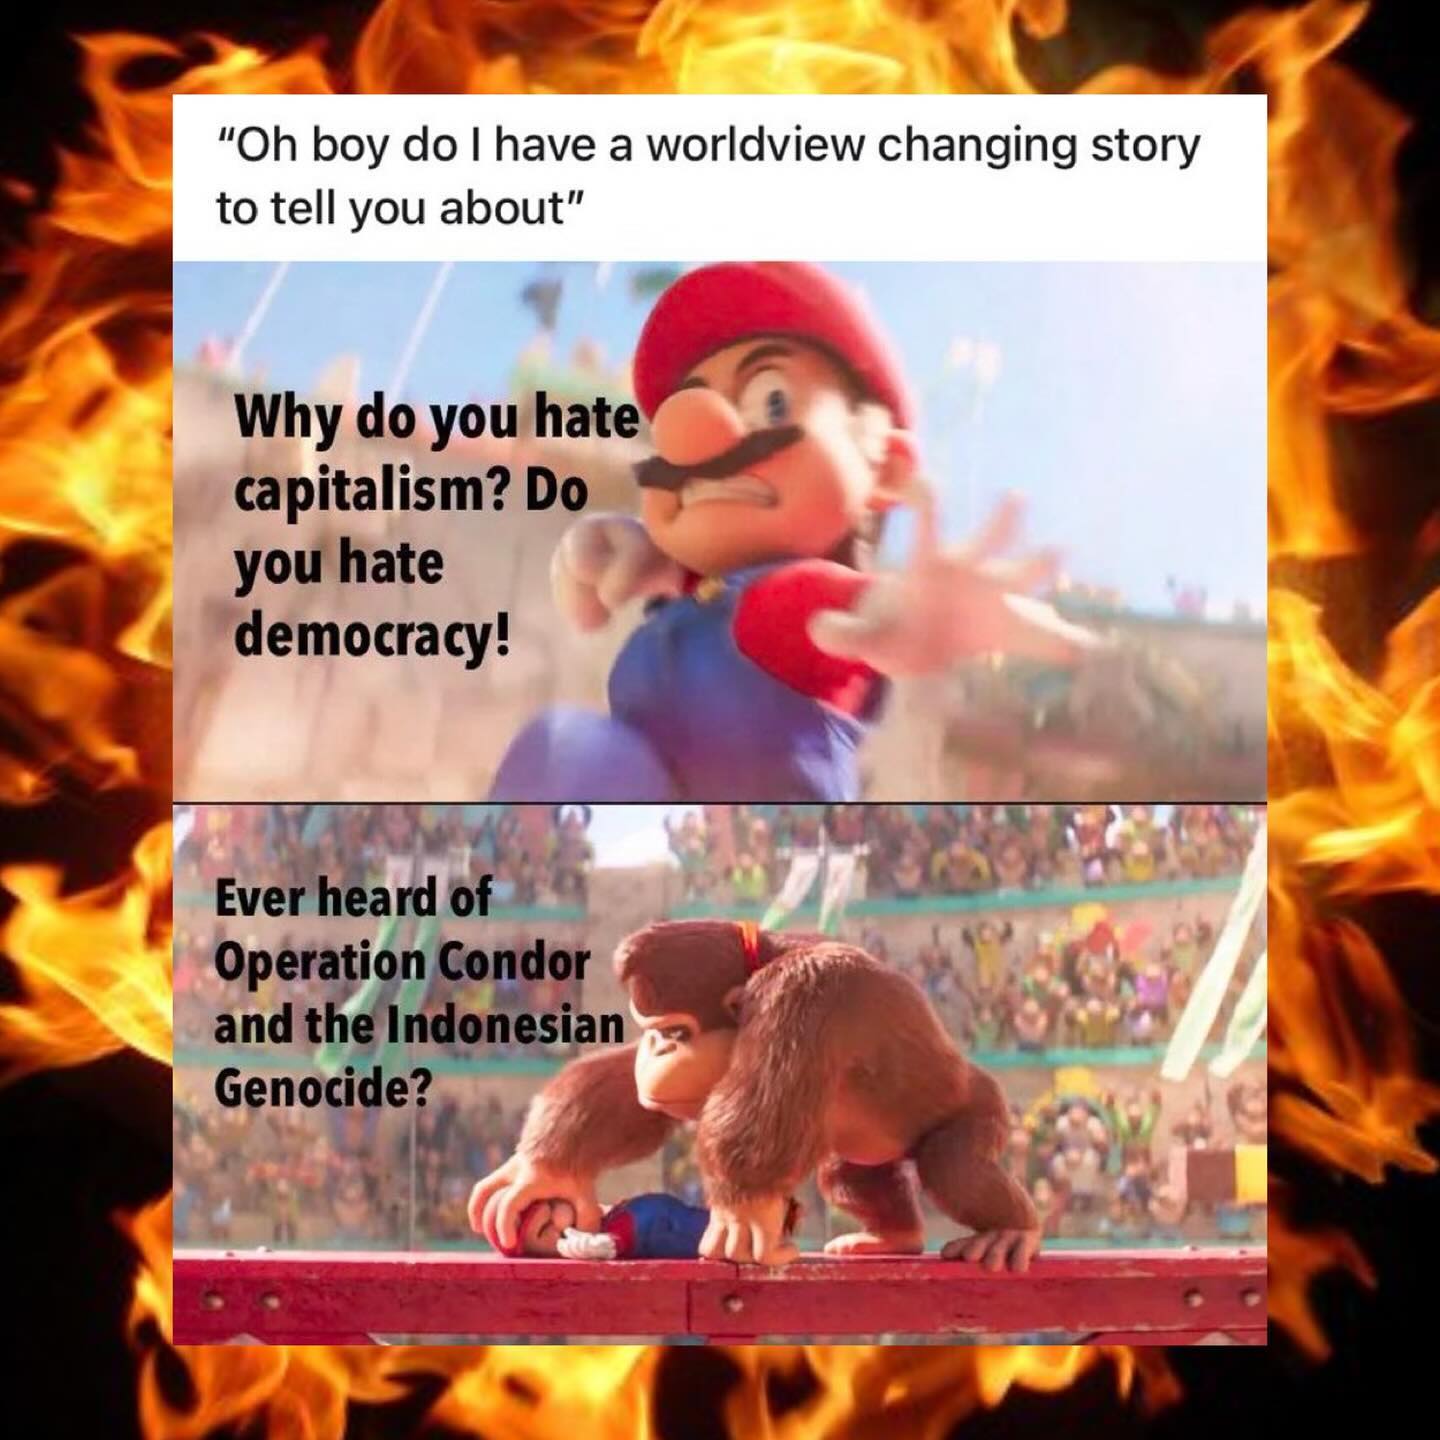 “Oh boy do I have a worldview changing story
to tell you about”
Why do you hate
capitalism? Do
you hate
democracy!
Ever heard of
Operation Condor
and the Indonesian
Genocide?